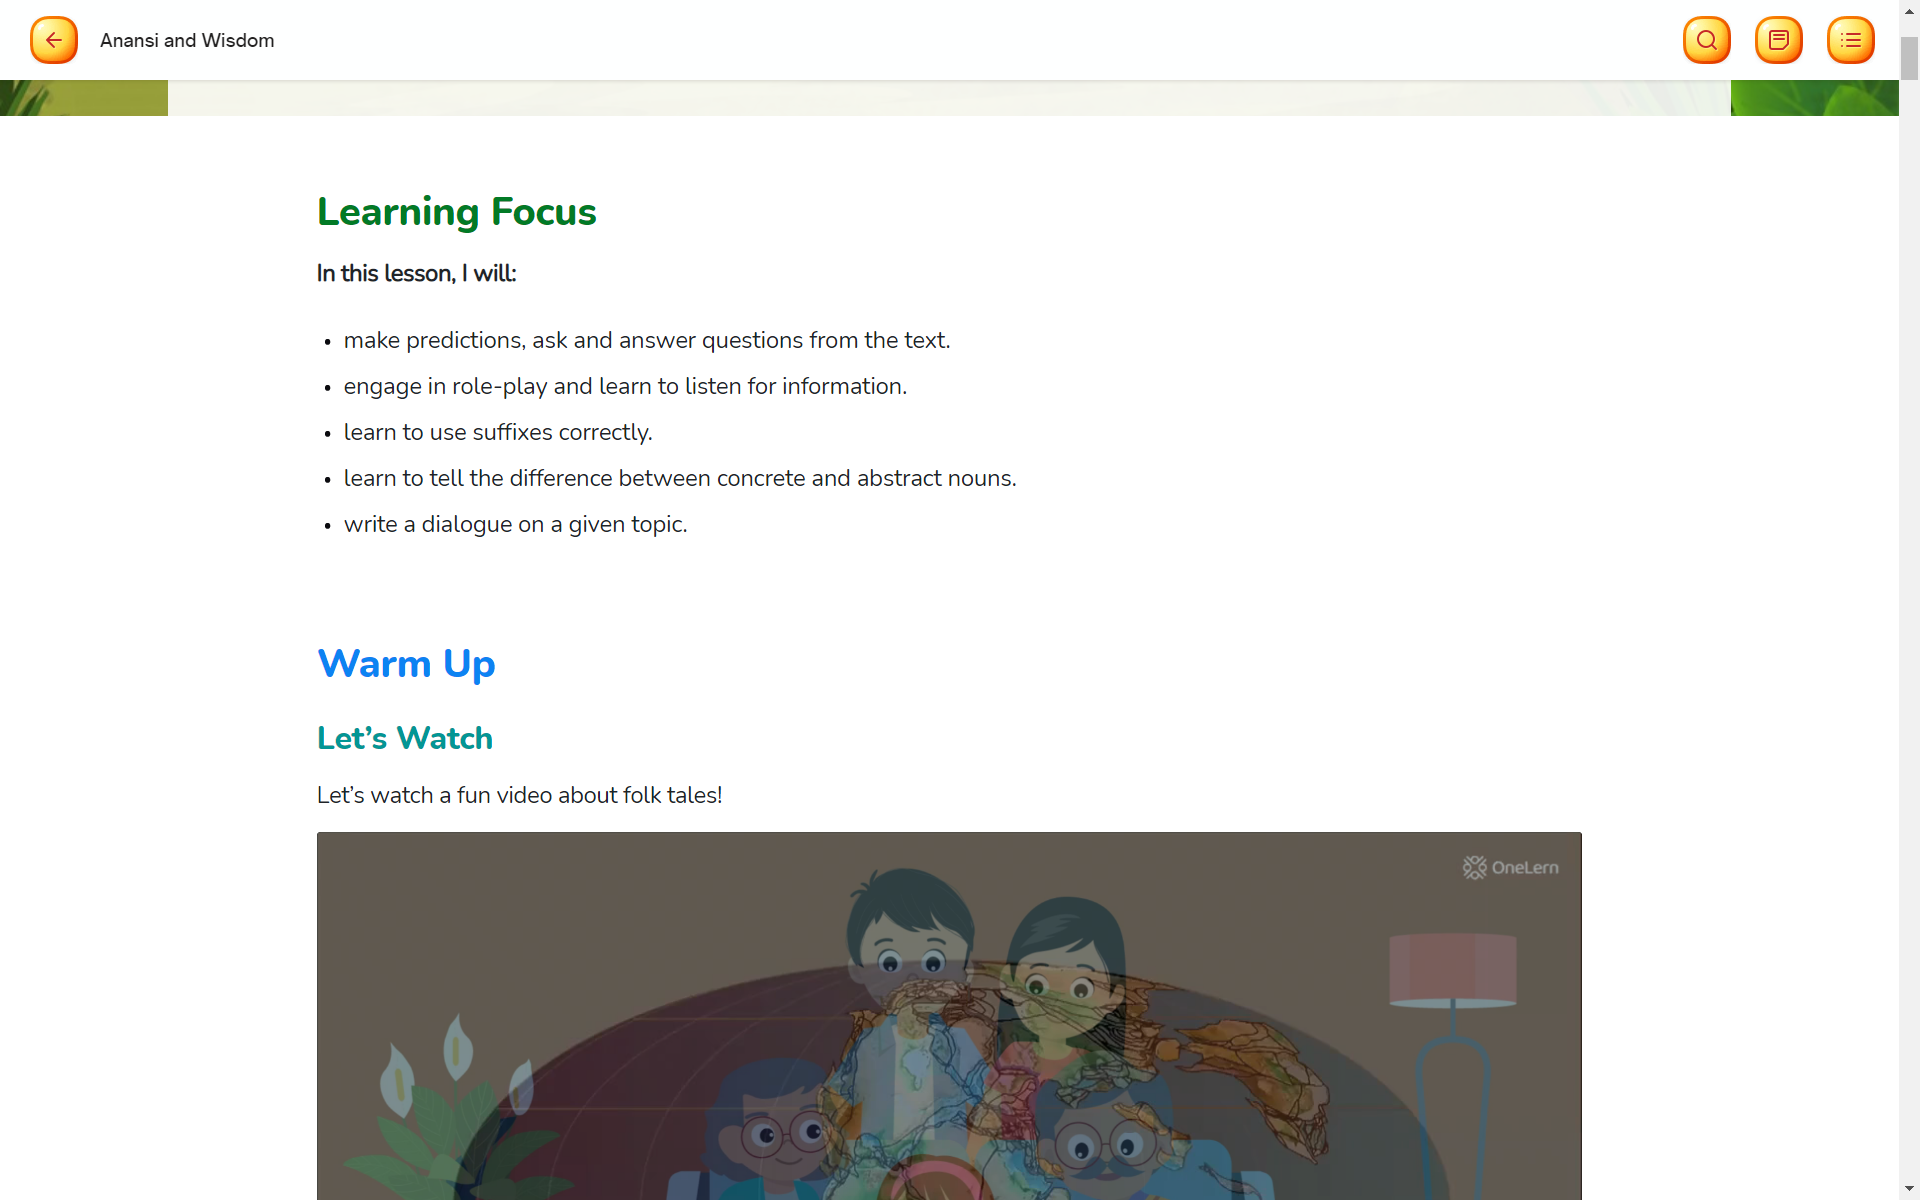 Anansi and Wisdom
Learning Focus
In this lesson, I will:
• make predictions, ask and answer questions from the text.
• engage in role-play and learn to listen for information.
• learn to use suffixes correctly.
• learn to tell the difference between concrete and abstract nouns.
• write a dialogue on a given topic.
Warm Up
Let’s Watch
Let’s watch a fun video about folk tales!
OneLern